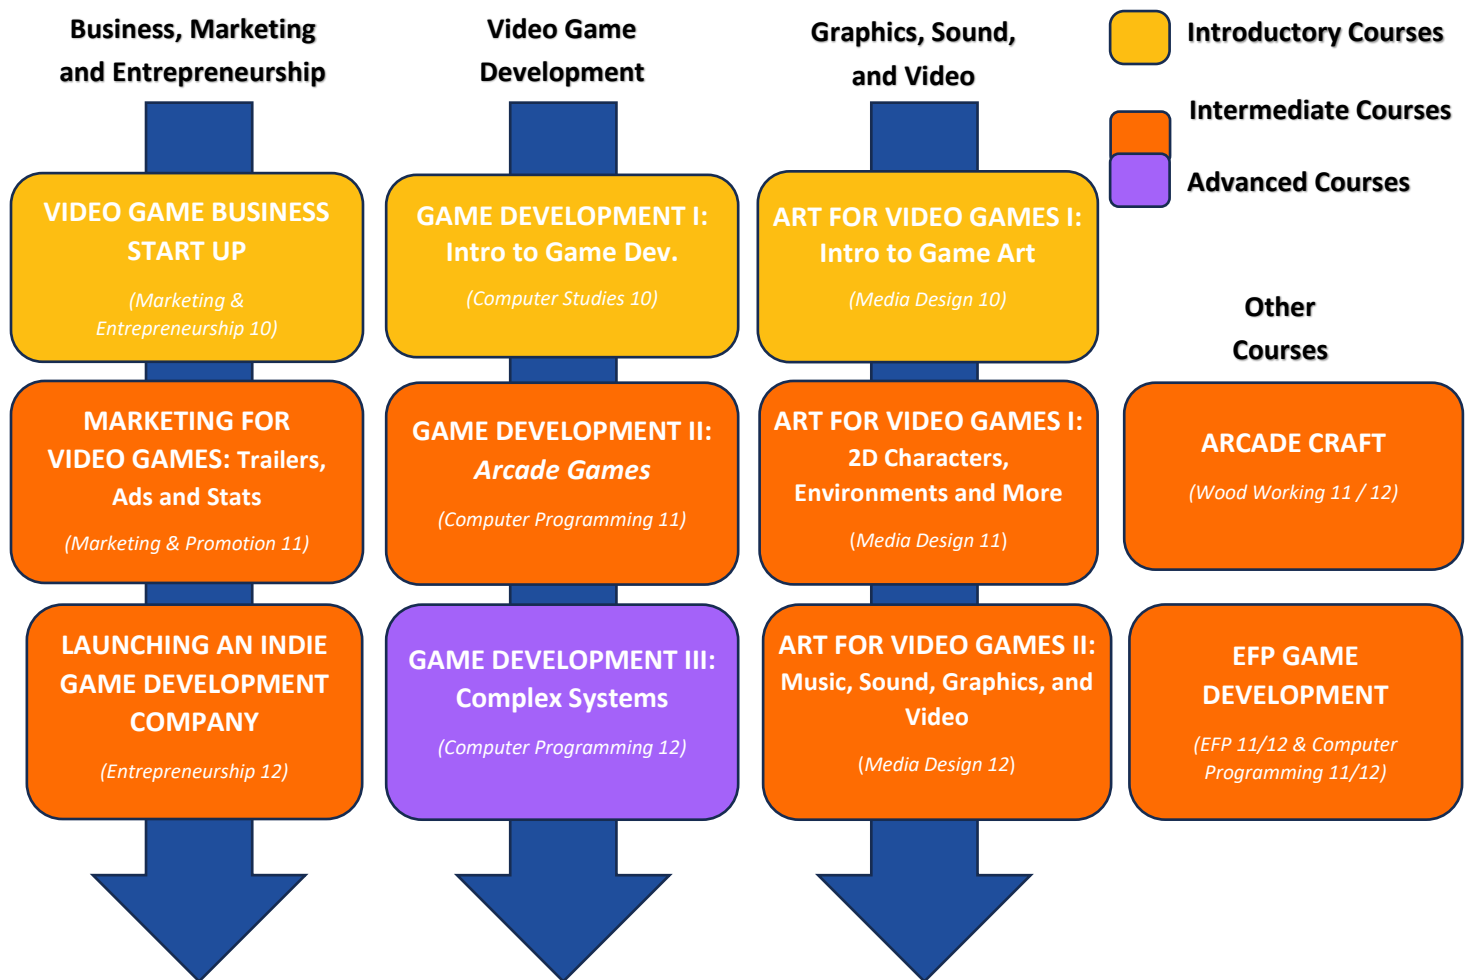 Business, Marketing
and Entrepreneurship
VIDEO GAME BUSINESS
START UP
(Marketing &
Entrepreneurship 10)
MARKETING FOR
VIDEO GAMES: Trailers,
Ads and Stats
(Marketing & Promotion 11)
LAUNCHING AN INDIE
GAME DEVELOPMENT
COMPANY
(Entrepreneurship 12)
Video Game
Development
GAME DEVELOPMENT I:
Intro to Game Dev.
(Computer Studies 10)
GAME DEVELOPMENT II:
Arcade Games
(Computer Programming 11)
GAME DEVELOPMENT III:
Complex Systems
(Computer Programming 12)
Graphics, Sound,
and Video
ART FOR VIDEO GAMES I:
Intro to Game Art
(Media Design 10)
ART FOR VIDEO GAMES I:
2D Characters,
Environments and More
(Media Design 11)
ART FOR VIDEO GAMES II:
Music, Sound, Graphics, and
Video
(Media Design 12)
Introductory Courses
Intermediate Courses
Advanced Courses
Other
Courses
ARCADE CRAFT
(Wood Working 11 / 12)
EFP GAME
DEVELOPMENT
(EFP 11/12 & Computer
Programming 11/12)